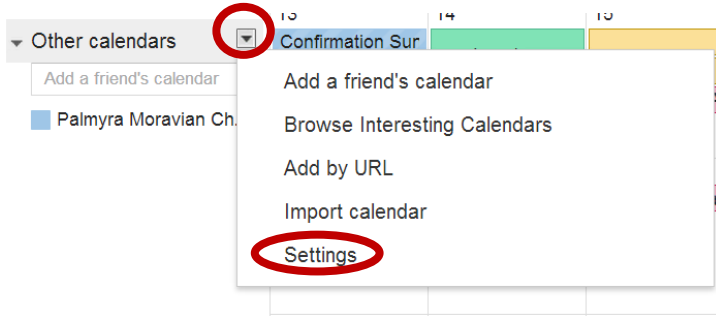 13 14 15
Other calendars
Confirmation Sur
Add a friend's calendar
Palmyra Moravian Ch.
Add a friend's calendar
Browse Interesting Calendars
Add by URL
Import calendar
Settings